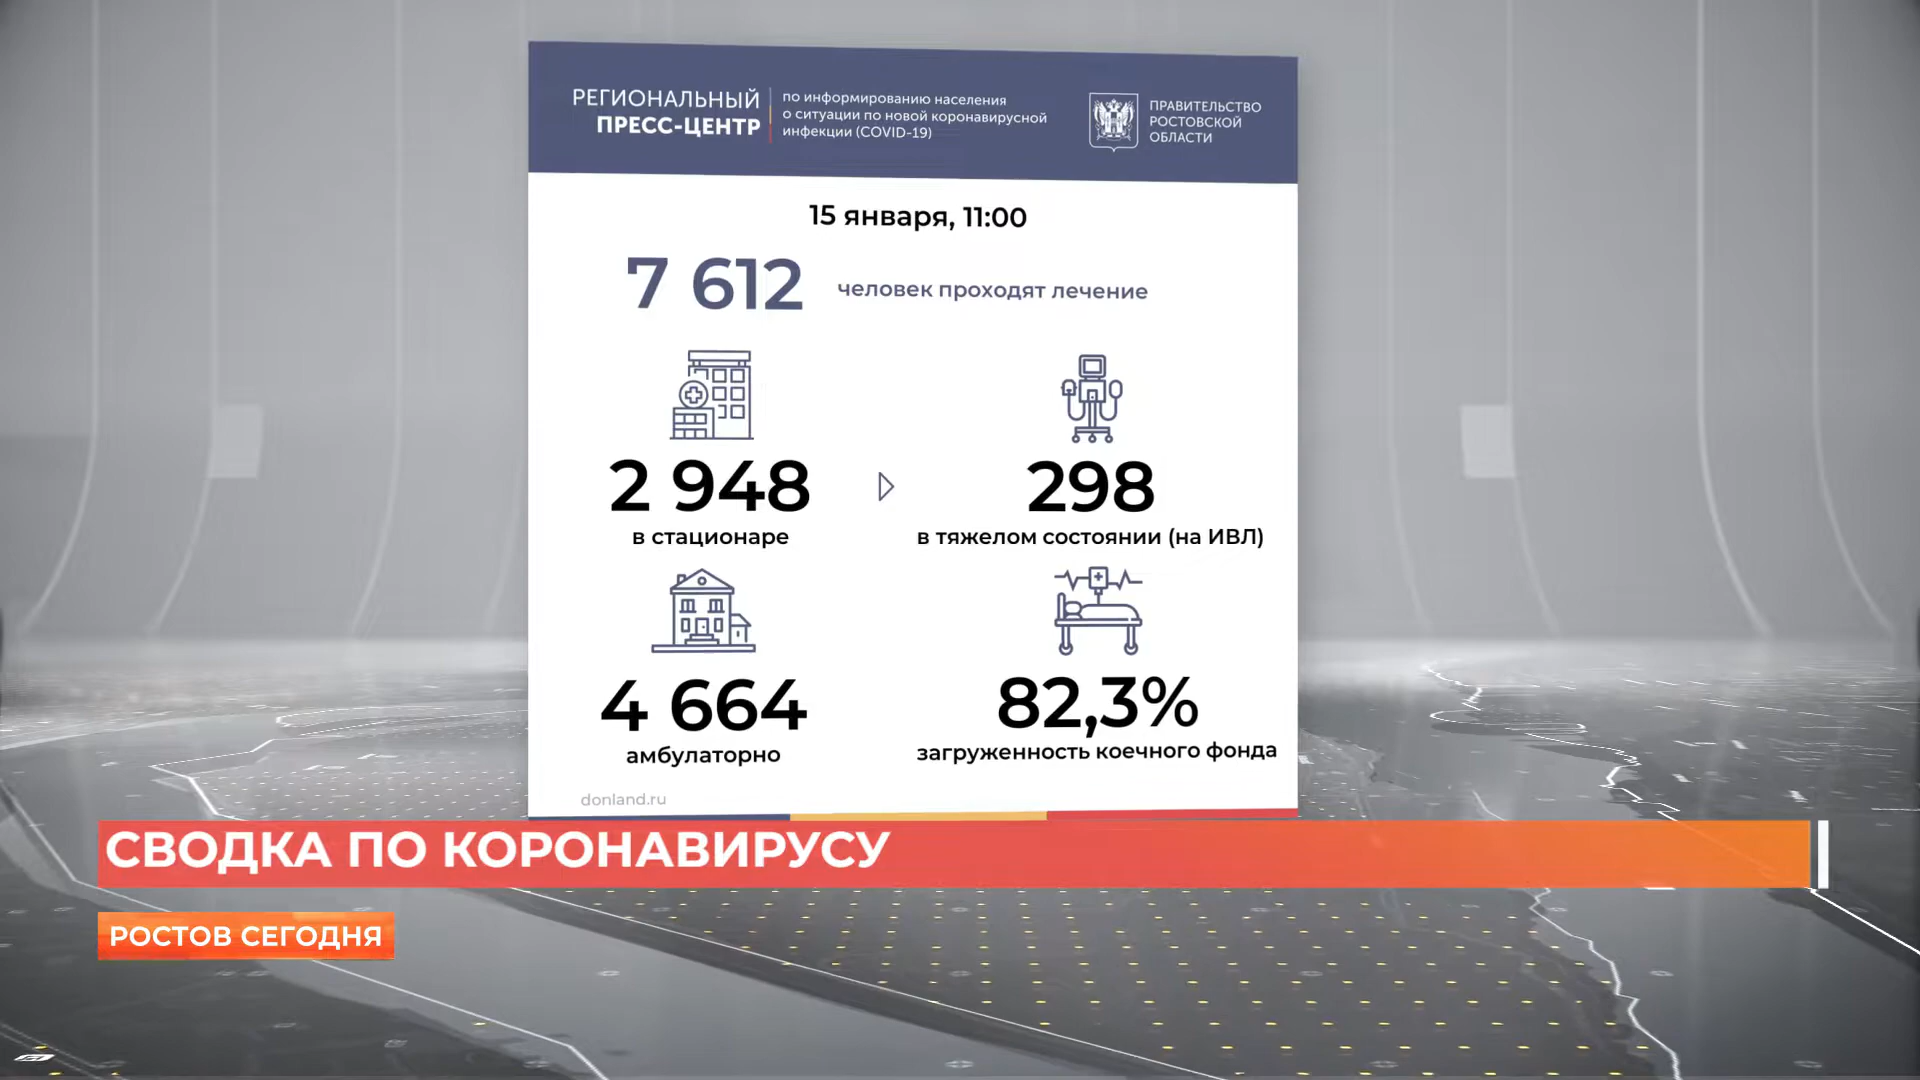 РЕГИОНАЛЬНЫЙ
ПРЕСС-ЦЕНТР
по информированию населения
о ситуации по новой коронавирусной
инфекции (COVID-19)
ПРАВИТЕЛЬСТВО
РОСТОВСКОЙ
ОБЛАСТИ
15 января, 11:00
7 612 человек проходят лечение
2 948
в стационаре
298
в тяжелом состоянии (на ИВЛ)
4 664
амбулаторно
82,3%
загруженность коечного фонда
donland.ru
СВОДКА ПО КОРОНАВИРУСУ
РОСТОВ СЕГОДНЯ